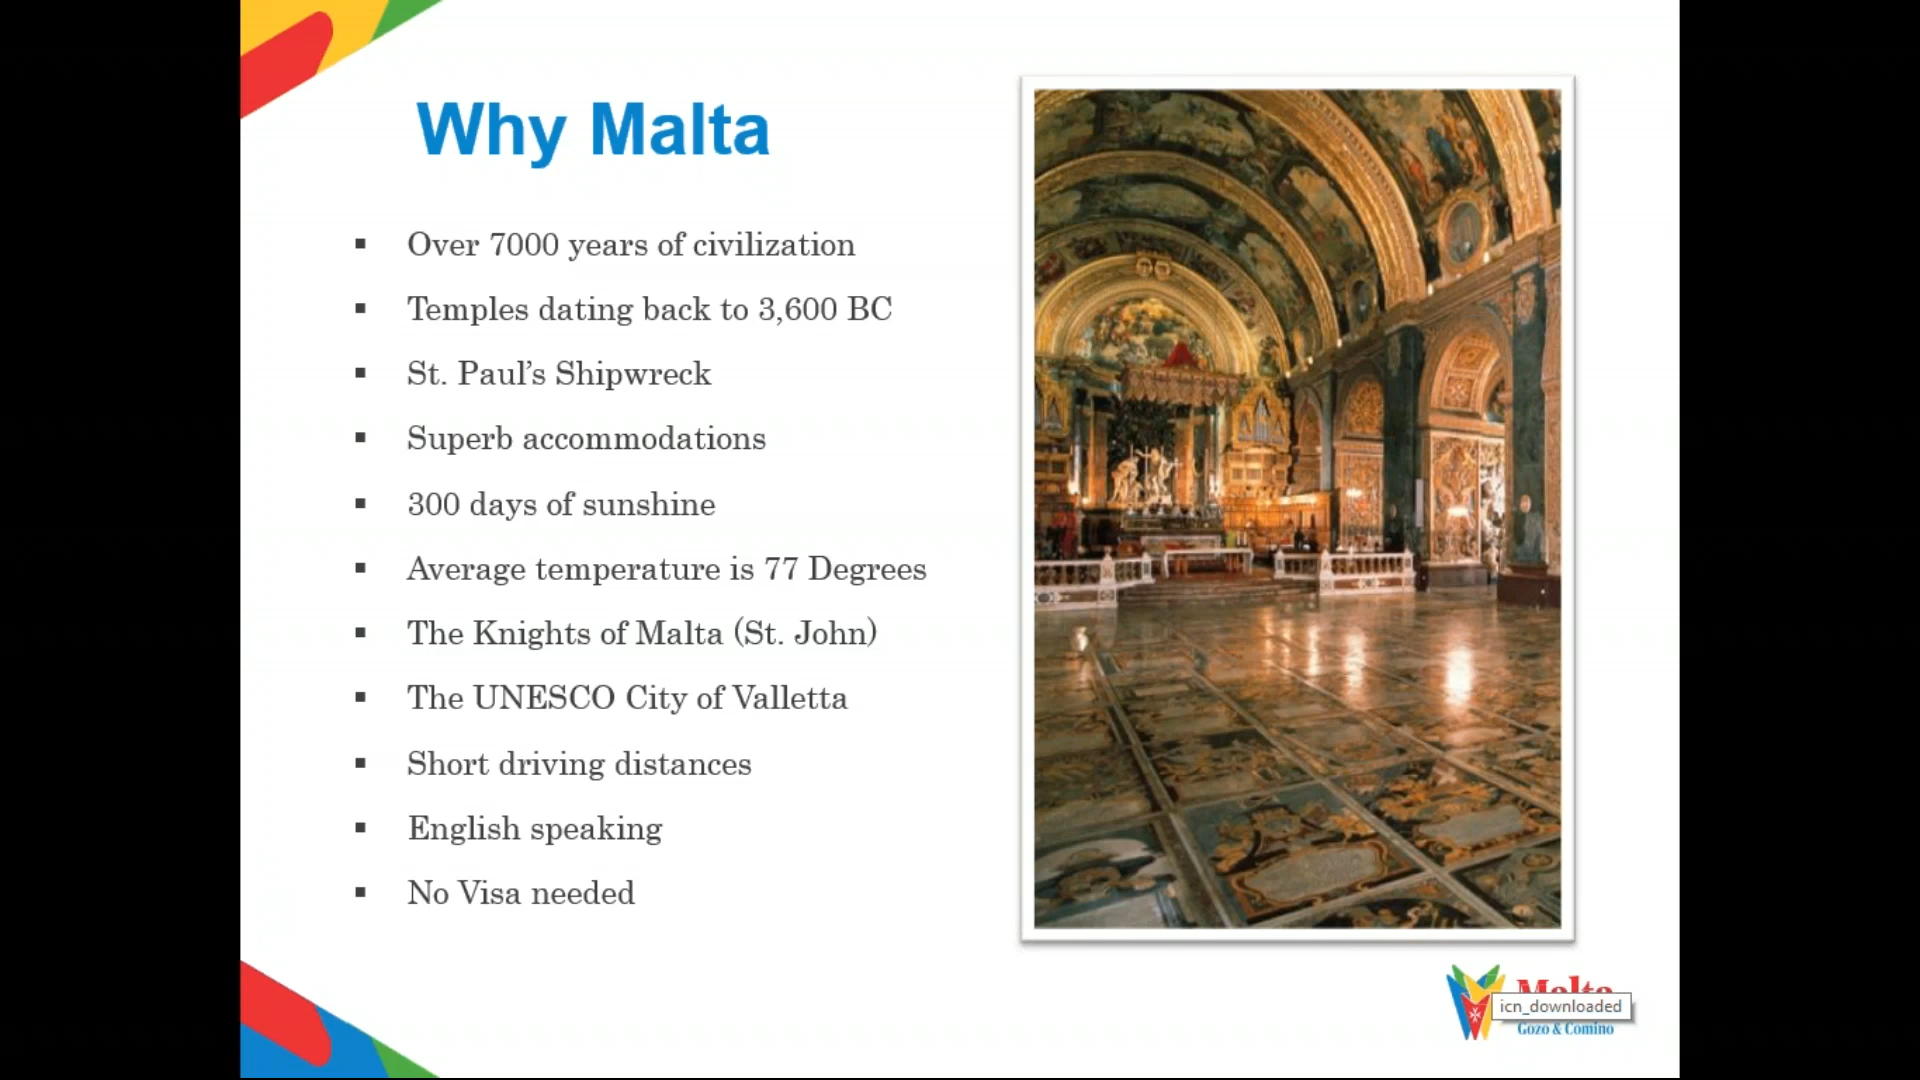 Why Malta
▪ Over 7000 years of civilization
▪ Temples dating back to 3,600 BC
▪ St. Paul’s Shipwreck
▪ Superb accommodations
▪ 300 days of sunshine
▪ Average temperature is 77 Degrees
▪ The Knights of Malta (St. John)
▪ The UNESCO City of Valletta
▪ Short driving distances
▪ English speaking
▪ No Visa needed
Malta
icn_downloaded
Gozo & Comino